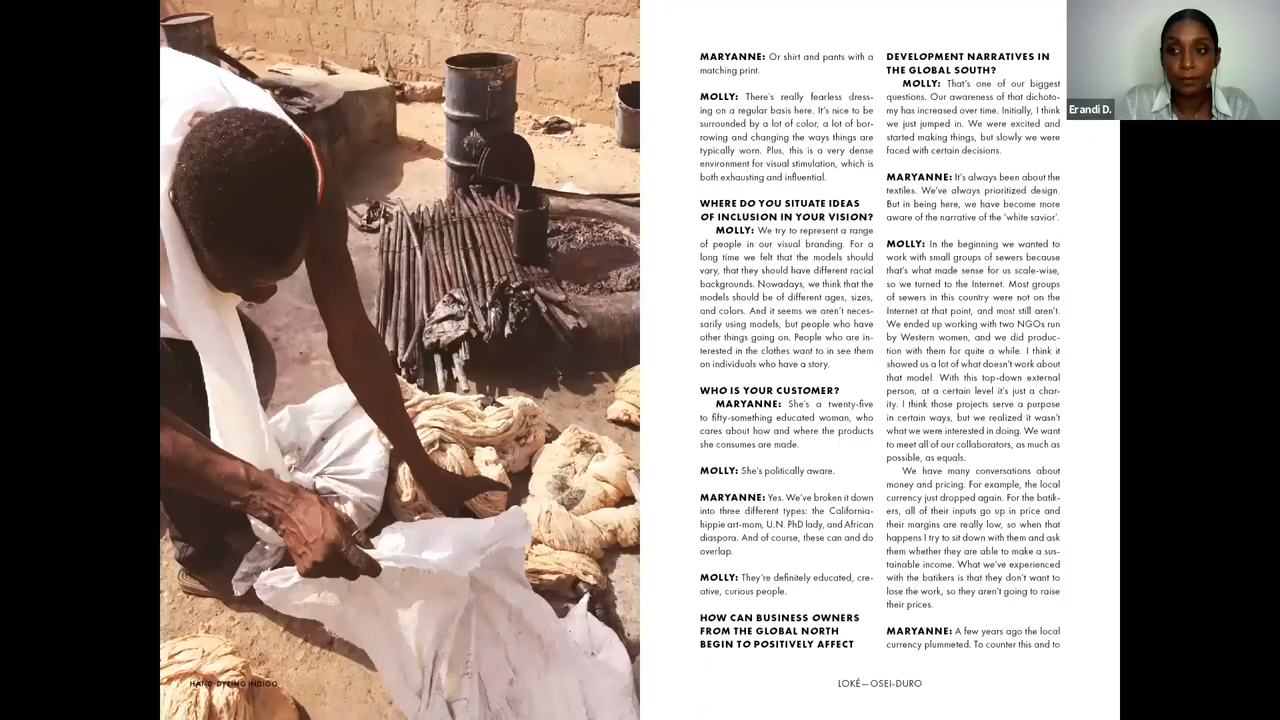 MARYANNE: Or shirt and pants with a
matching print.
MOLLY: There's really fearless dress-
ing on a regular basis here. It's nice to be
surrounded by a lot of color, a lot of bor-
rowing and changing the ways things are
typically worn. Plus, this is a very dense
environment for visual stimulation, which is
both exhausting and influential.
WHERE DO YOU SITUATE IDEAS
OF INCLUSION IN YOUR VISION?
MOLLY: We try to represent a range
of people in our visual branding. For a
long time we felt that the models should
vary, that they should have different racial
backgrounds. Nowadays, we think that the
models should be of different ages, sizes,
and colors. And it seems we aren't neces-
sarily using models, but people who have
other things going on. People who are in-
terested in the clothes want to in see them
on individuals who have a story.
WHO IS YOUR CUSTOMER?
MARYANNE: She's a twenty-five
to fifty-something educated woman, who
cares about how and where the products
she consumes are made.
MOLLY: She's politically aware.
MARYANNE: Yes. We've broken it down
into three different types: the California-
hippie art-mom, U.N. PhD lady, and African
diaspora. And of course, these can and do
overlap.
MOLLY: They're definitely educated, cre-
ative, curious people.
HOW CAN BUSINESS OWNERS
FROM THE GLOBAL NORTH
BEGIN TO POSITIVELY AFFECT
DEVELOPMENT NARRATIVES IN
THE GLOBAL SOUTH?
MOLLY: That's one of our biggest
questions. Our awareness of that dichoto-
my has increased over time. Initially, I think
we just jumped in. We were excited and
started making things, but slowly we were
faced with certain decisions.
MARYANNE: It's always been about the
textiles. We've always prioritized design.
But in being here, we have become more
aware of the narrative of the 'white savior'.
MOLLY: In the beginning we wanted to
work with small groups of sewers because
that's what made sense for us scale-wise,
so we turned to the Internet. Most groups
of sewers in this country were not on the
Internet at that point, and most still aren't.
We ended up working with two NGOs run
by Western women, and we did produc-
tion with them for quite a while. I think it
showed us a lot of what doesn't work about
that model. With this top-down external
person, at a certain level it's just a char-
ity. I think those projects serve a purpose
in certain ways, but we realized it wasn't
what we were interested in doing. We want
to meet all of our collaborators, as much as
possible, as equals.
We have many conversations about
money and pricing. For example, the local
currency just dropped again. For the batik-
ers, all of their inputs go up in price and
their margins are really low, so when that
happens I try to sit down with them and ask
them whether they are able to make a sus-
tainable income. What we've experienced
with the batikers is that they don't want to
lose the work, so they aren't going to raise
their prices.
MARYANNE: A few years ago the local
currency plummeted. To counter this and to
HAND-DYEING INDIGO
LOKÉ—OSEI-DURO
Erandi D.